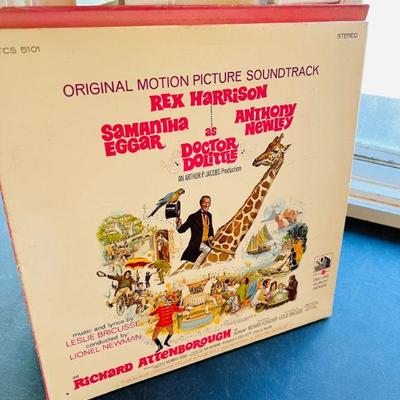 TCS 5101
STEREO
ORIGINAL MOTION PICTURE SOUNDTRACK
REX HARRISON
SAMANTHA EGGAR
as
ANTHONY NEWLEY
DOCTOR DOLITTLE
AN ARTHUR P. JACOBS Production
music and lyrics by
LESLIE BRICUSSE
conducted by
LIONEL NEWMAN
and
RICHARD ATTENBOROUGH